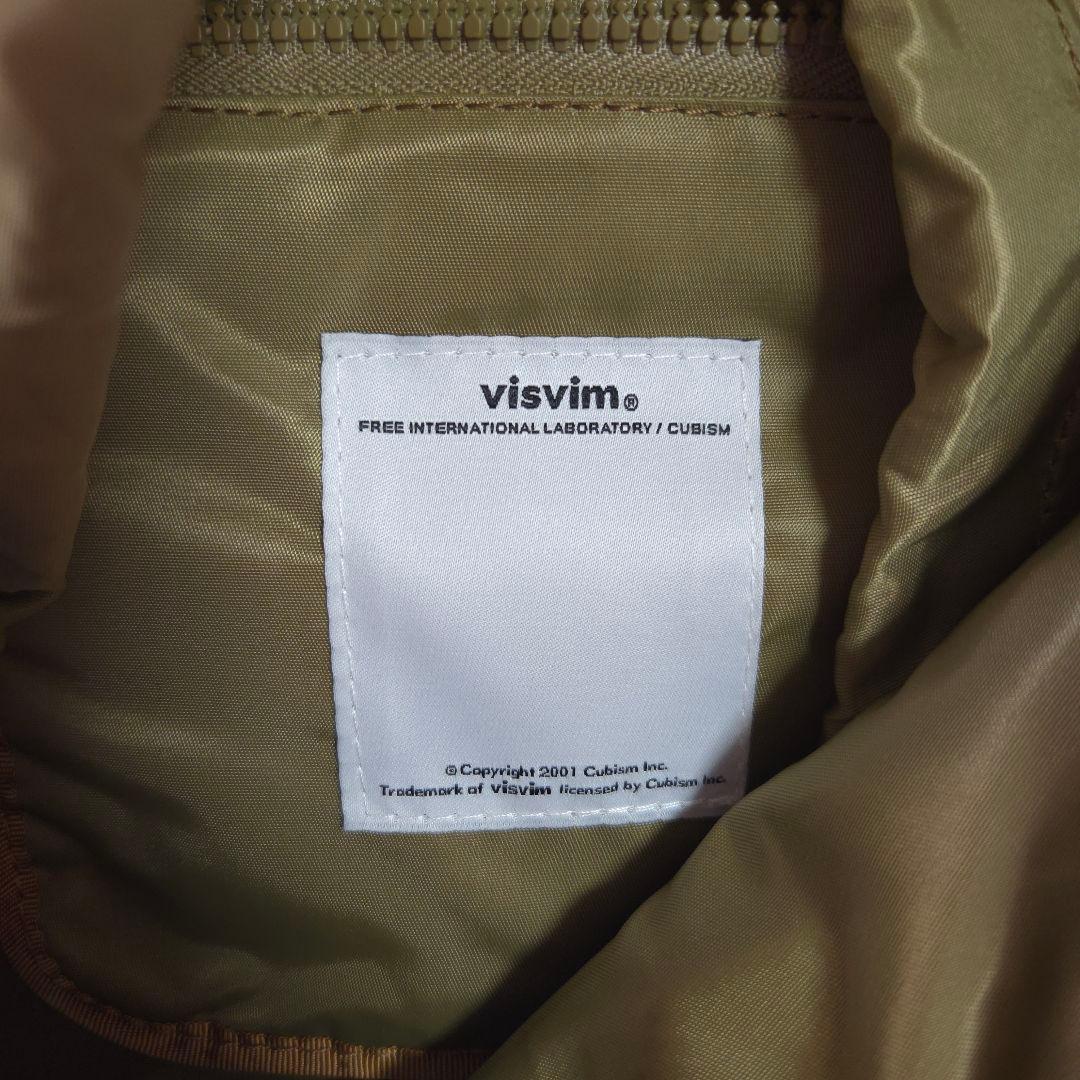 visvim®
FREE INTERNATIONAL LABORATORY / CUBISM
© Copyright 2001 Cubism Inc.
Trademark of visvim licensed by Cubism Inc.